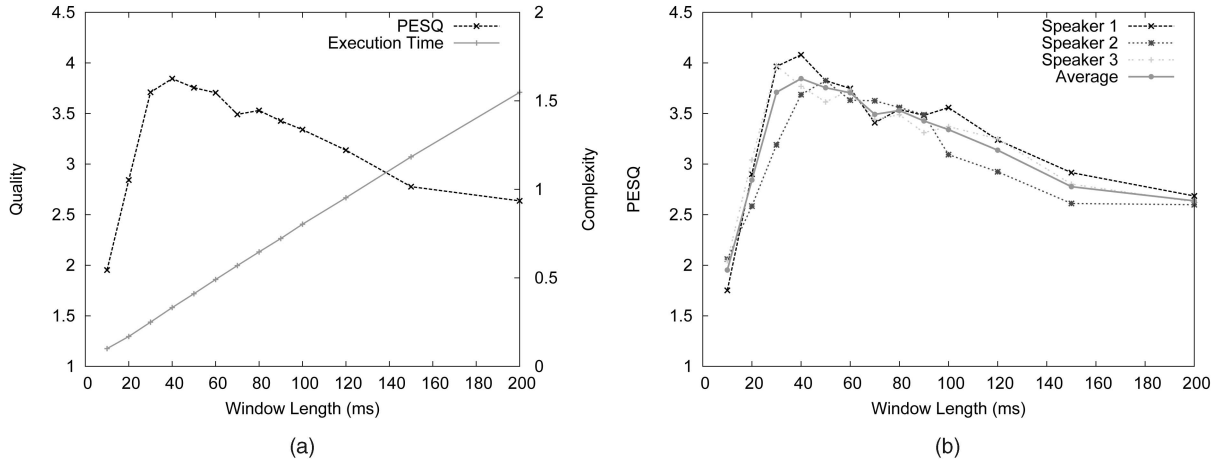 4.5
4
3.5
3
2.5
2
1.5
1
Quality
2
1.5
1
0.5
0
Complexity
PESQ
Execution Time
0 20 40 60 80 100 120 140 160 180 200
Window Length (ms)
(a)
4.5
4
3.5
3
2.5
2
1.5
1
PESQ
Speaker 1
Speaker 2
Speaker 3
Average
0 20 40 60 80 100 120 140 160 180 200
Window Length (ms)
(b)